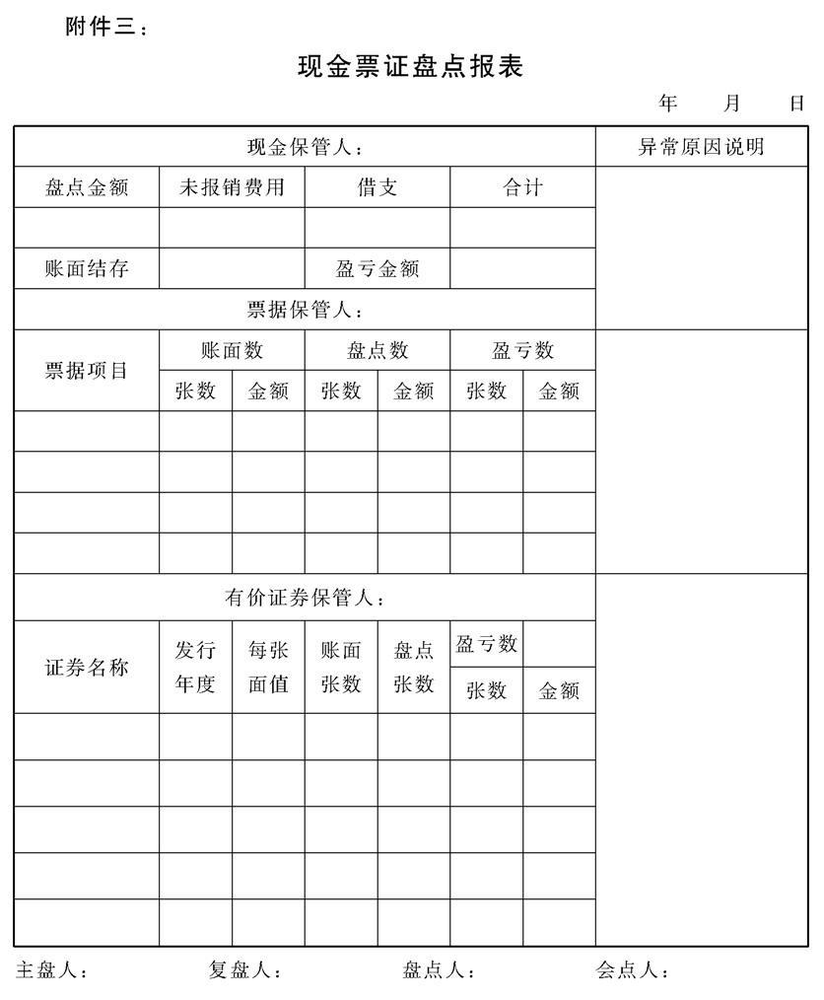 附件三：
现金票证盘点报表
年 月 日
现金保管人： 异常原因说明
盘点金额 未报销费用 借支 合计
账面结存 盈亏金额
票据保管人：
票据项目 账面数 盘点数 盈亏数
张数 金额 张数 金额 张数 金额
有价证券保管人：
证券名称 发行年度 每张面值 账面张数 盘点张数 盈亏数
张数 金额
主盘人： 复盘人： 盘点人： 会点人：